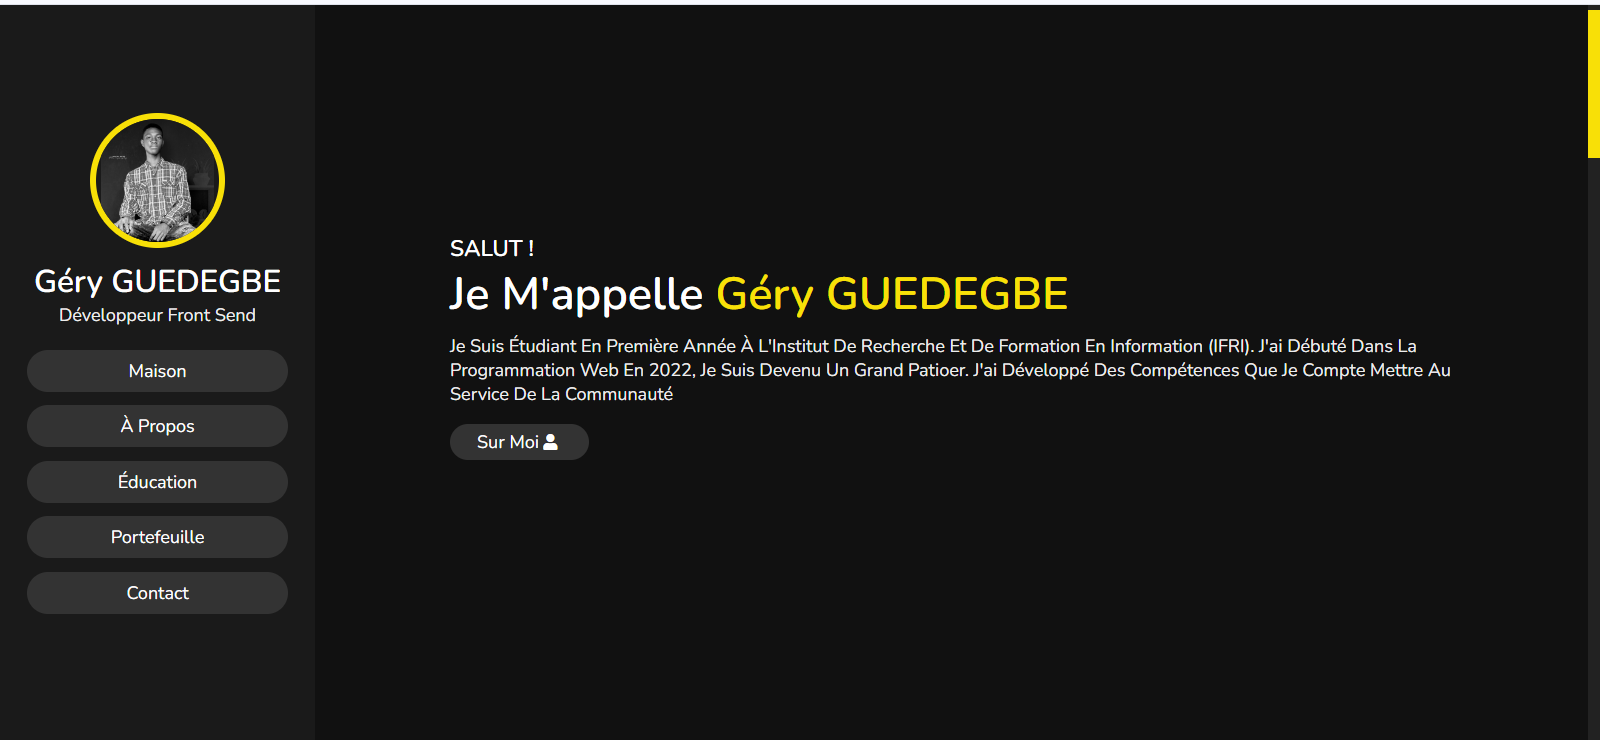 Géry GUEDEGBE
Développeur Front Send
Maison
À Propos
Éducation
Portefeuille
Contact
SALUT !
Je M'appelle Géry GUEDEGBE
Je Suis Étudiant En Première Année À L'Institut De Recherche Et De Formation En Information (IFRI). J'ai Débuté Dans La
Programmation Web En 2022, Je Suis Devenu Un Grand Patioer. J'ai Développé Des Compétences Que Je Compte Mettre Au
Service De La Communauté
Sur Moi